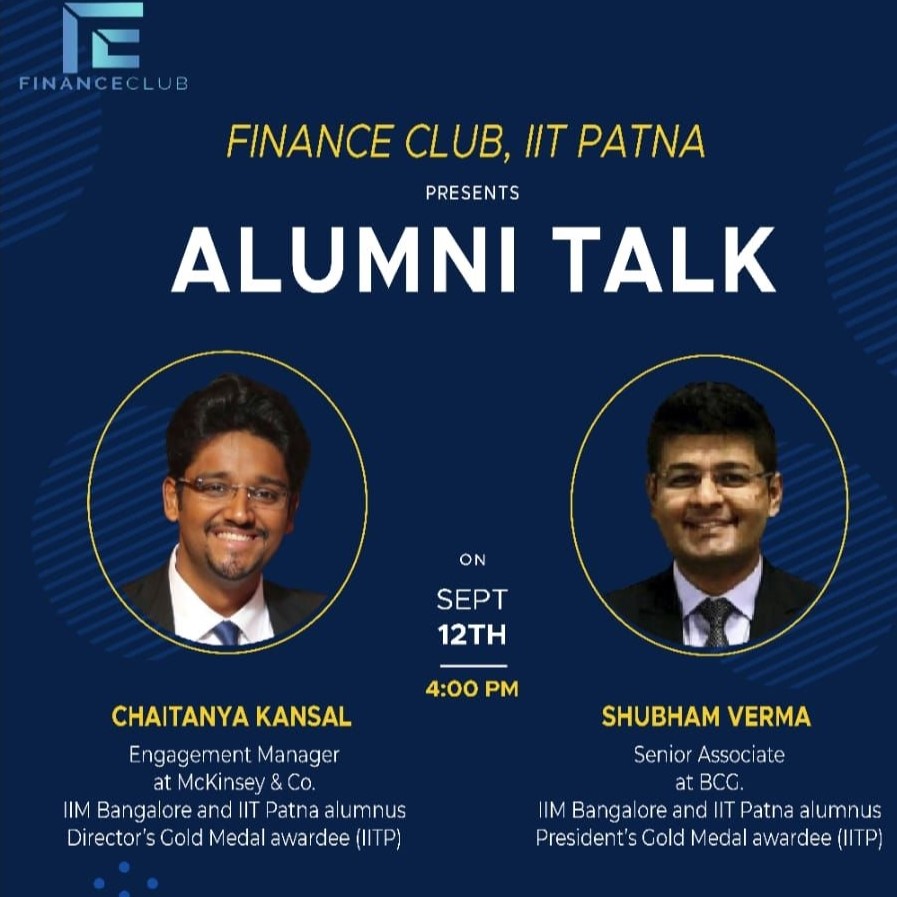 FINANCECLUB
FINANCE CLUB, IIT PATNA
PRESENTS
ALUMNI TALK
ON
SEPT
12TH
4:00 PM
CHAITANYA KANSAL
Engagement Manager
at McKinsey & Co.
IIM Bangalore and IIT Patna alumnus
Director's Gold Medal awardee (IITP)
SHUBHAM VERMA
Senior Associate
at BCG.
IIM Bangalore and IIT Patna alumnus
President's Gold Medal awardee (IITP)